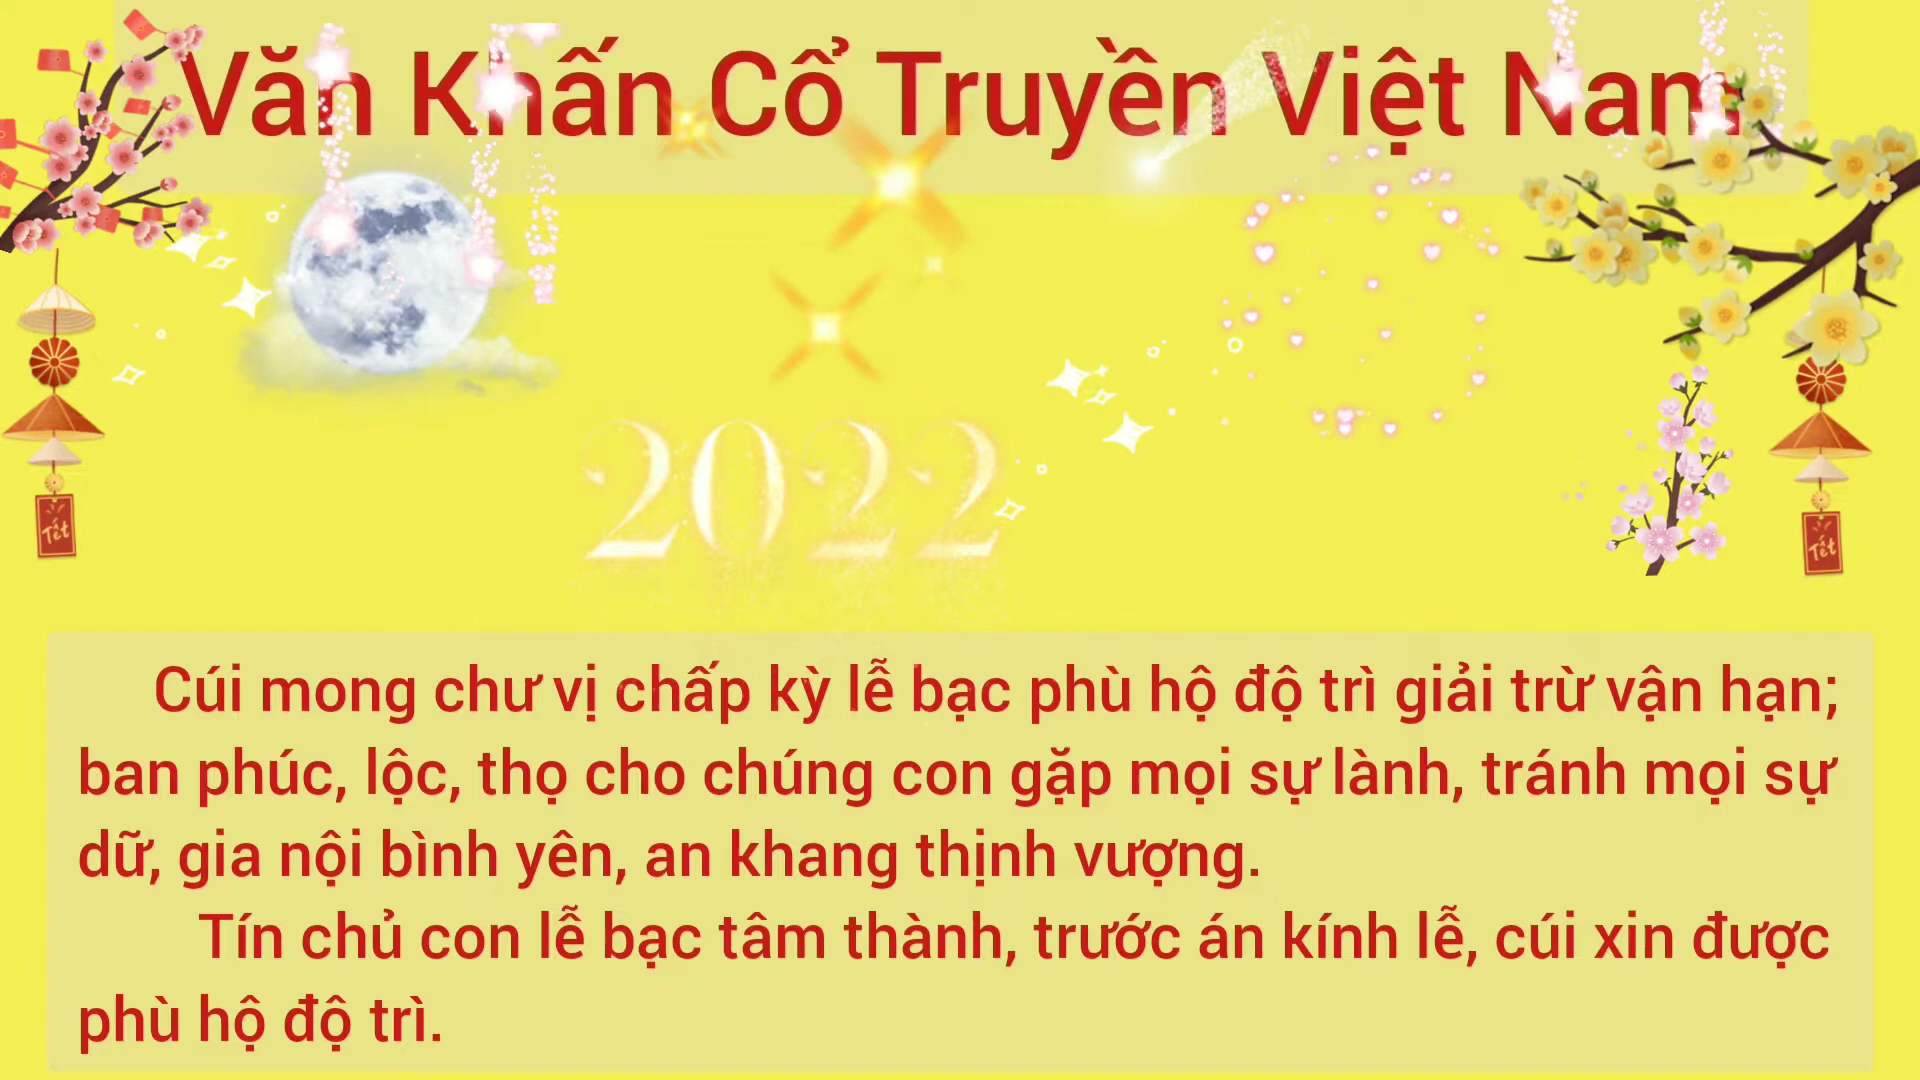 Văn Khấn Cổ Truyền Việt Nam
2022
Tết
Tết
Cúi mong chư vị chấp kỳ lễ bạc phù hộ độ trì giải trừ vận hạn;
ban phúc, lộc, thọ cho chúng con gặp mọi sự lành, tránh mọi sự
dữ, gia nội bình yên, an khang thịnh vượng.
Tín chủ con lễ bạc tâm thành, trước án kính lễ, cúi xin được
phù hộ độ trì.